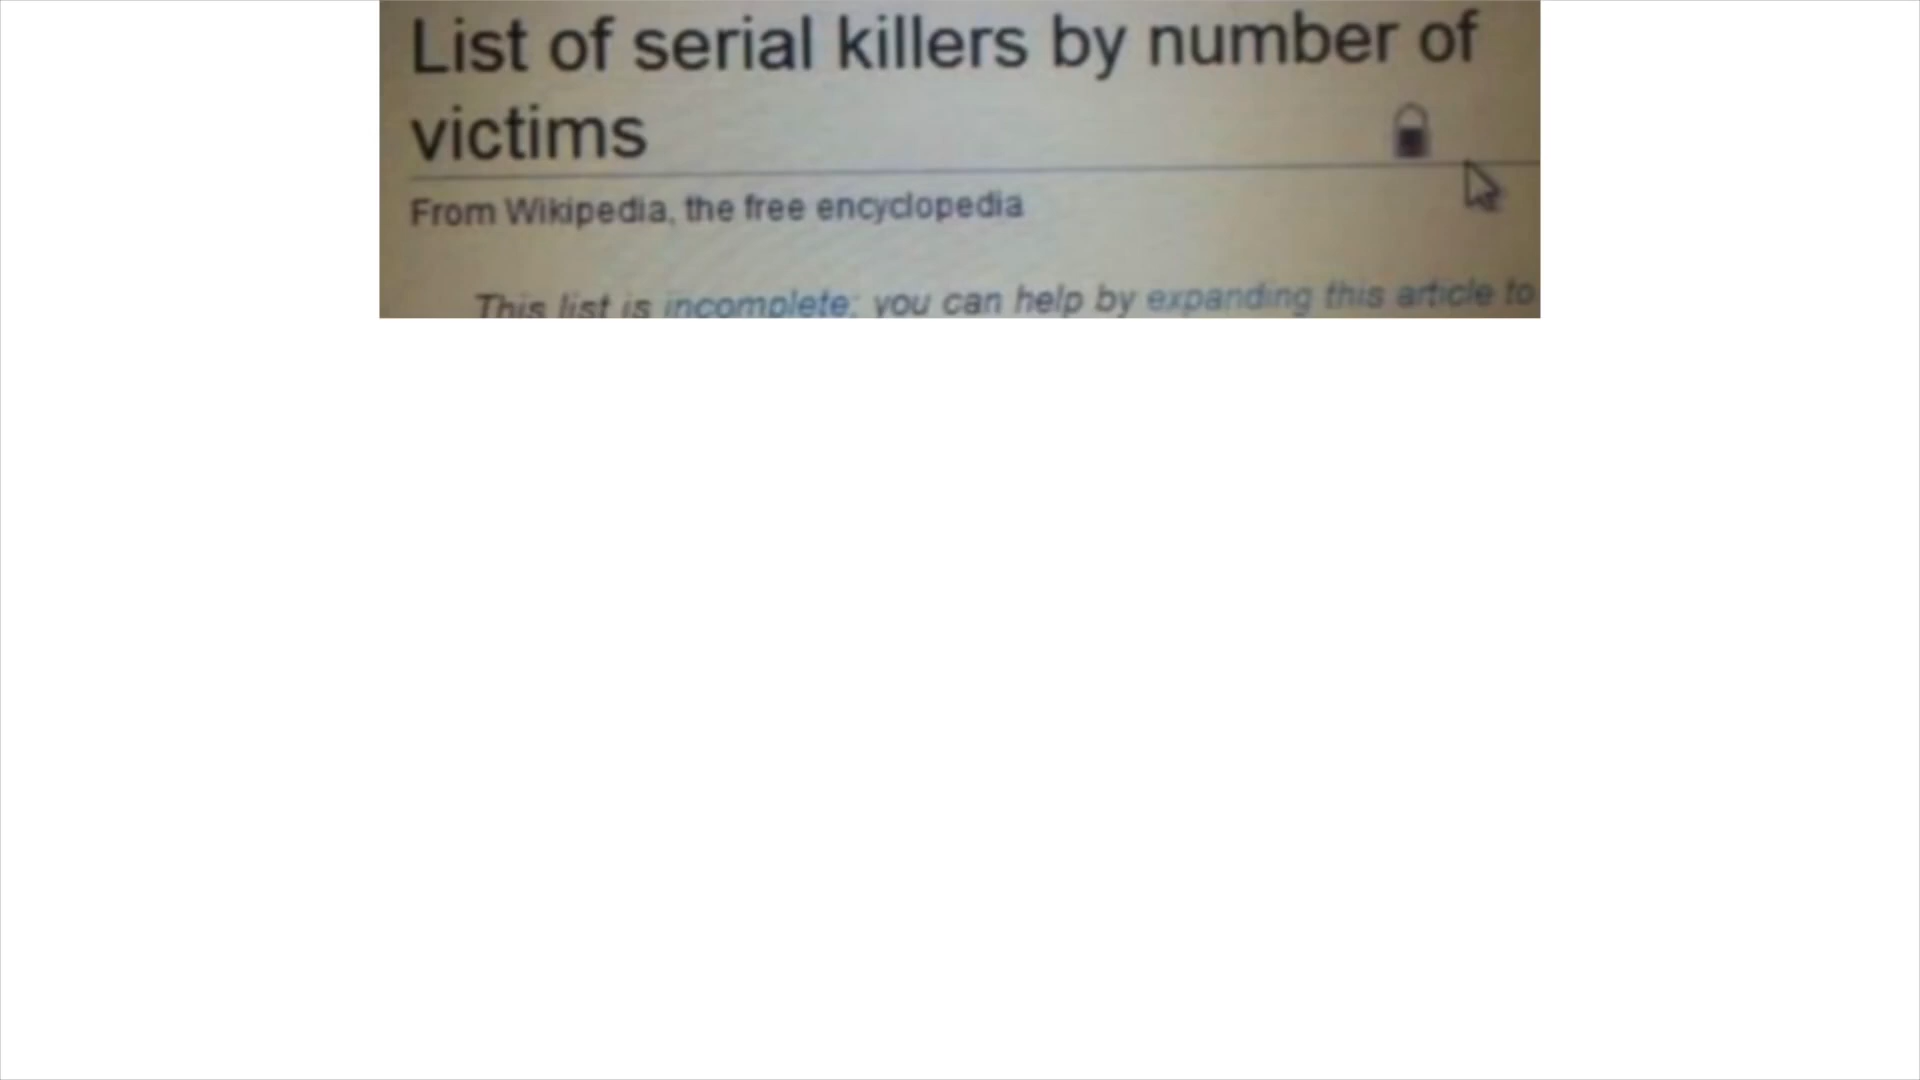 List of serial killers by number of
victims
From Wikipedia, the free encyclopedia
This list is incomplete; you can help by expanding this article to